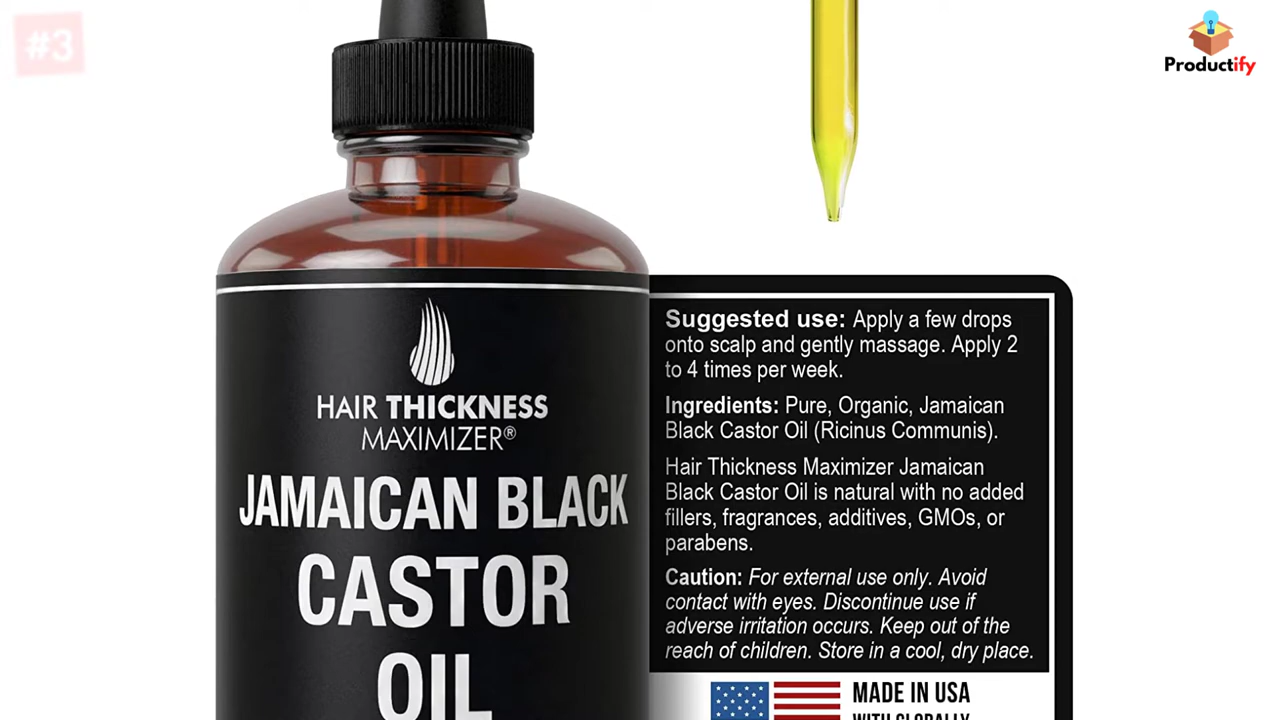 #3
Productify
HAIR THICKNESS
MAXIMIZER®
JAMAICAN BLACK
CASTOR
OIL
Suggested use: Apply a few drops
onto scalp and gently massage. Apply 2
to 4 times per week.
Ingredients: Pure, Organic, Jamaican
Black Castor Oil (Ricinus Communis).
Hair Thickness Maximizer Jamaican
Black Castor Oil is natural with no added
fillers, fragrances, additives, GMOs, or
parabens.
Caution: For external use only. Avoid
contact with eyes. Discontinue use if
adverse irritation occurs. Keep out of the
reach of children. Store in a cool, dry place.
MADE IN USA
WITH GLOBALLY